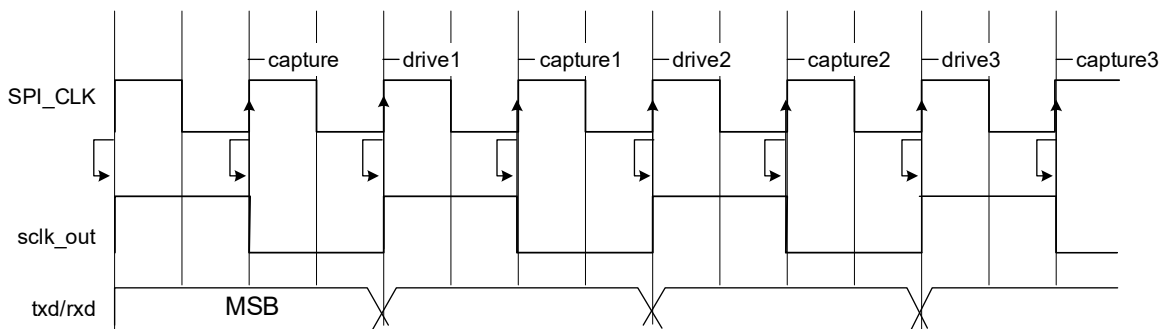 capture drive1 capture1 drive2 capture2 drive3 capture3
SPI_CLK
sclk_out
txd/rxd MSB